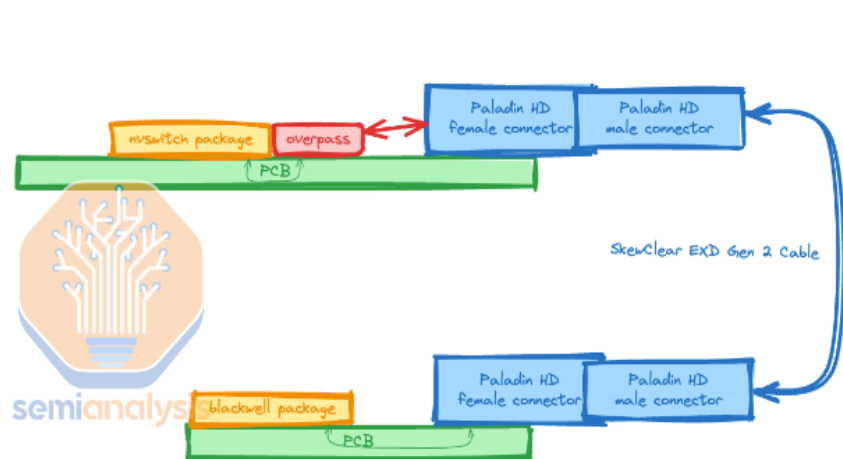 Paladin HD
female connector
Paladin HD
male connector
nvswitch package
overpass
PCB
SkewClear EXD Gen 2 Cable
Paladin HD
female connector
Paladin HD
male connector
blackwell package
semianalysis
PCB